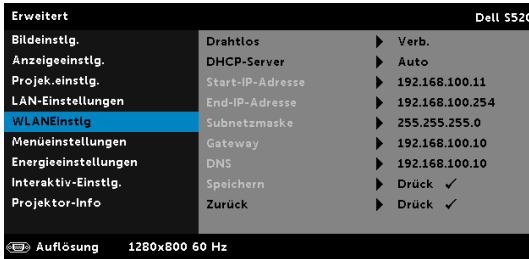 Erweitert Dell S520
Bildeinstlg.
Anzeigeeinstlg.
Projek.einstlg.
LAN-Einstellungen
WLANEinstlg
Menüeinstellungen
Energieeinstellungen
Interaktiv-Einstlg.
Projektor-Info
Drahtlos Verb.
DHCP-Server Auto
Start-IP-Adresse 192.168.100.11
End-IP-Adresse 192.168.100.254
Subnetzmaske 255.255.255.0
Gateway 192.168.100.10
DNS 192.168.100.10
Speichern Drück ✓
Zurück Drück ✓
Auflösung 1280x800 60 Hz